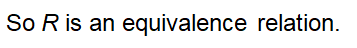 So R is an equivalence relation.